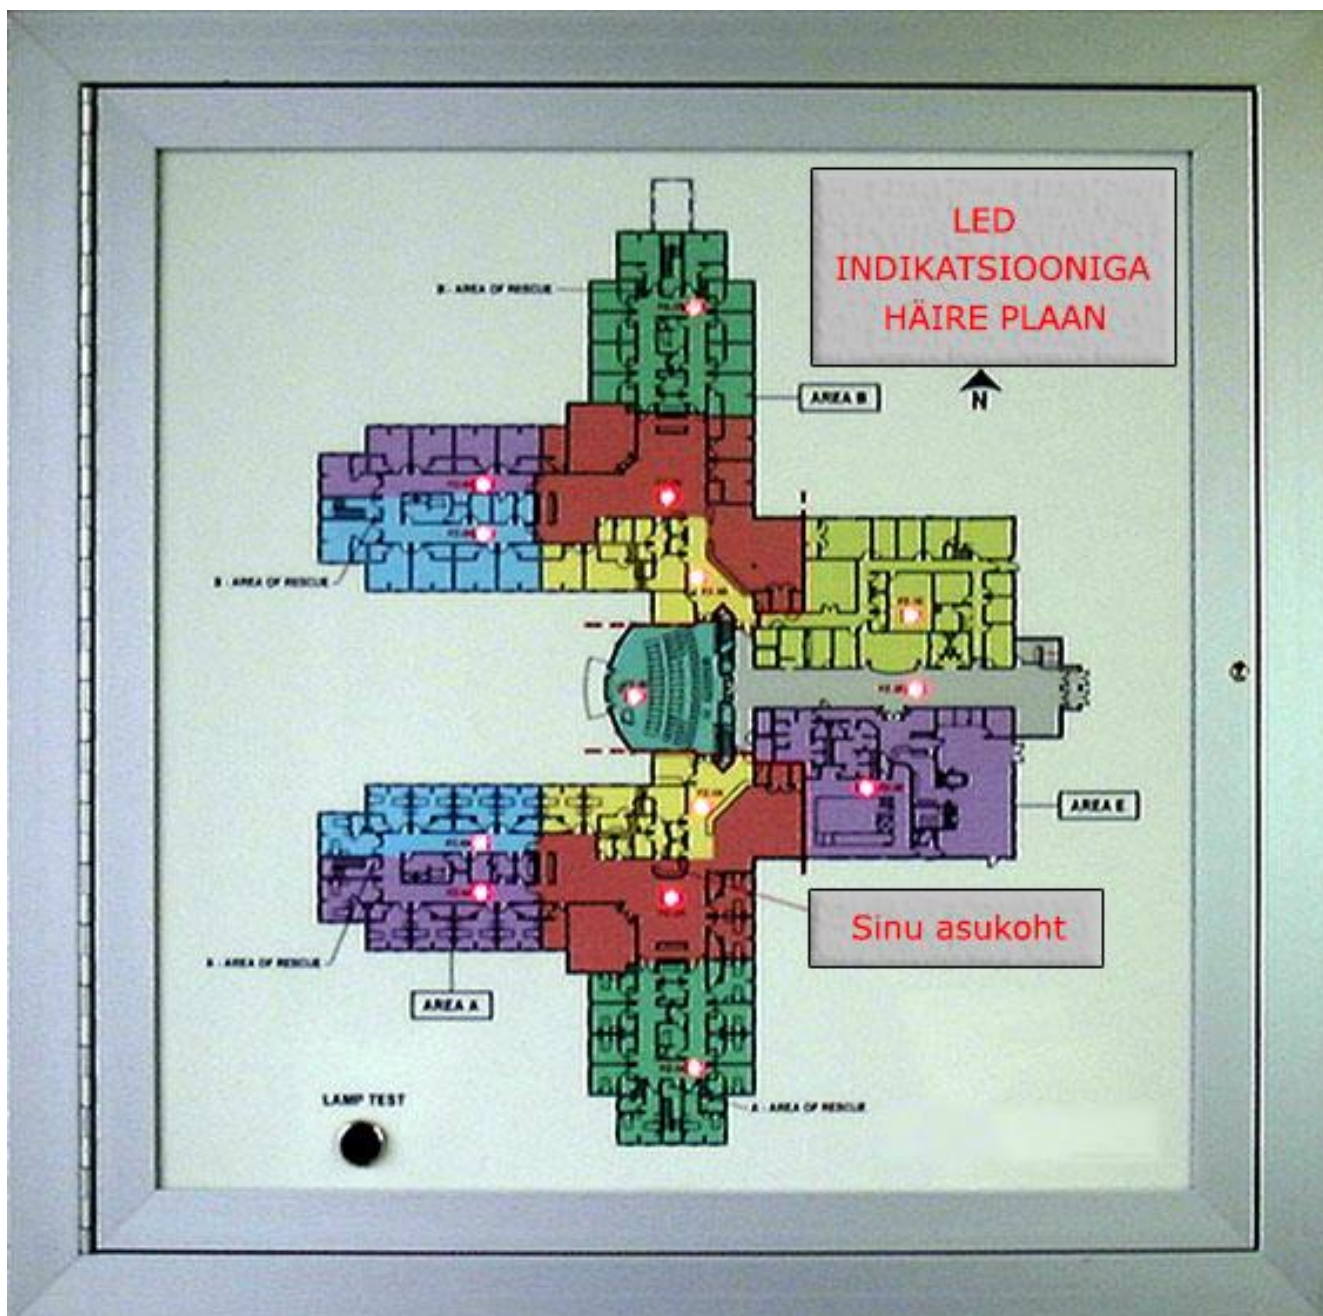 LED
INDIKATSIOONIGA
HÄIRE PLAAN
N
B - AREA OF RESCUE
AREA B
B - AREA OF RESCUE
AREA E
Sinu asukoht
A - AREA OF RESCUE
AREA A
LAMP TEST
A - AREA OF RESCUE